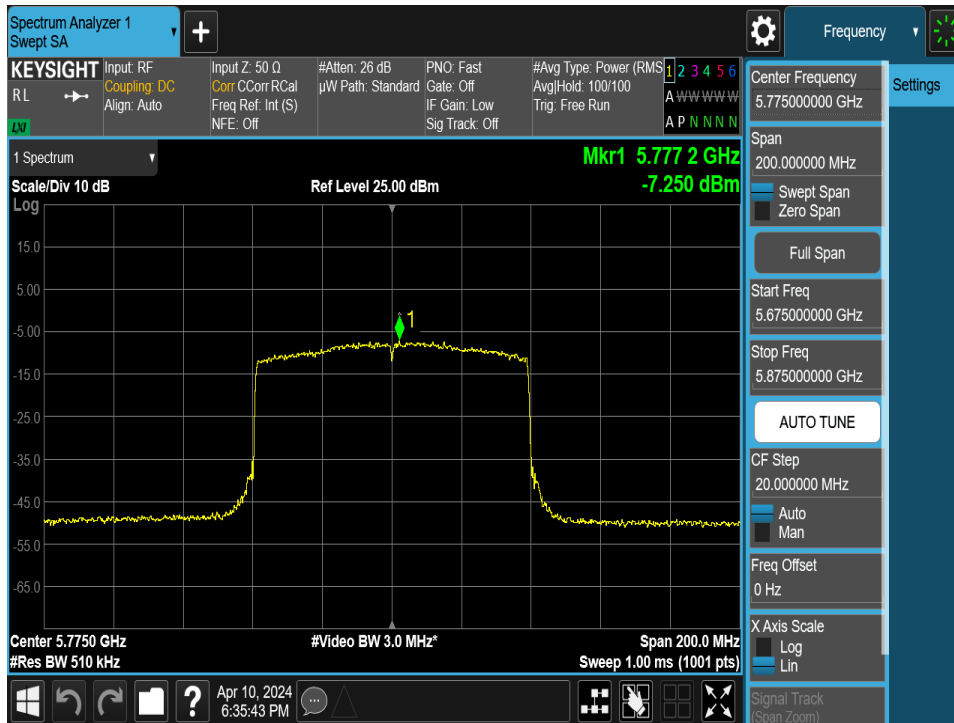 Spectrum Analyzer 1
Swept SA
+
Frequency
KEYSIGHT
R L
LXI
Input: RF
Coupling: DC
Align: Auto
Input Z: 50 Ω
Corr CCorr RCal
Freq Ref: Int (S)
NFE: Off
#Atten: 26 dB
µW Path: Standard
PNO: Fast
Gate: Off
IF Gain: Low
Sig Track: Off
#Avg Type: Power (RMS
Avg|Hold: 100/100
Trig: Free Run
1 2 3 4 5 6
A W W W W W
A P N N N N
1 Spectrum
Scale/Div 10 dB
Log
Ref Level 25.00 dBm
Mkr1 5.777 2 GHz
-7.250 dBm
15.0
5.00
-5.00
-15.0
-25.0
-35.0
-45.0
-55.0
-65.0
1
Center 5.7750 GHz
#Res BW 510 kHz
#Video BW 3.0 MHz*
Span 200.0 MHz
Sweep 1.00 ms (1001 pts)
?
Apr 10, 2024
6:35:43 PM
Center Frequency
5.775000000 GHz
Span
200.000000 MHz
Swept Span
Zero Span
Full Span
Start Freq
5.675000000 GHz
Stop Freq
5.875000000 GHz
AUTO TUNE
CF Step
20.000000 MHz
Auto
Man
Freq Offset
0 Hz
X Axis Scale
Log
Lin
Signal Track
(Span Zoom)
Settings